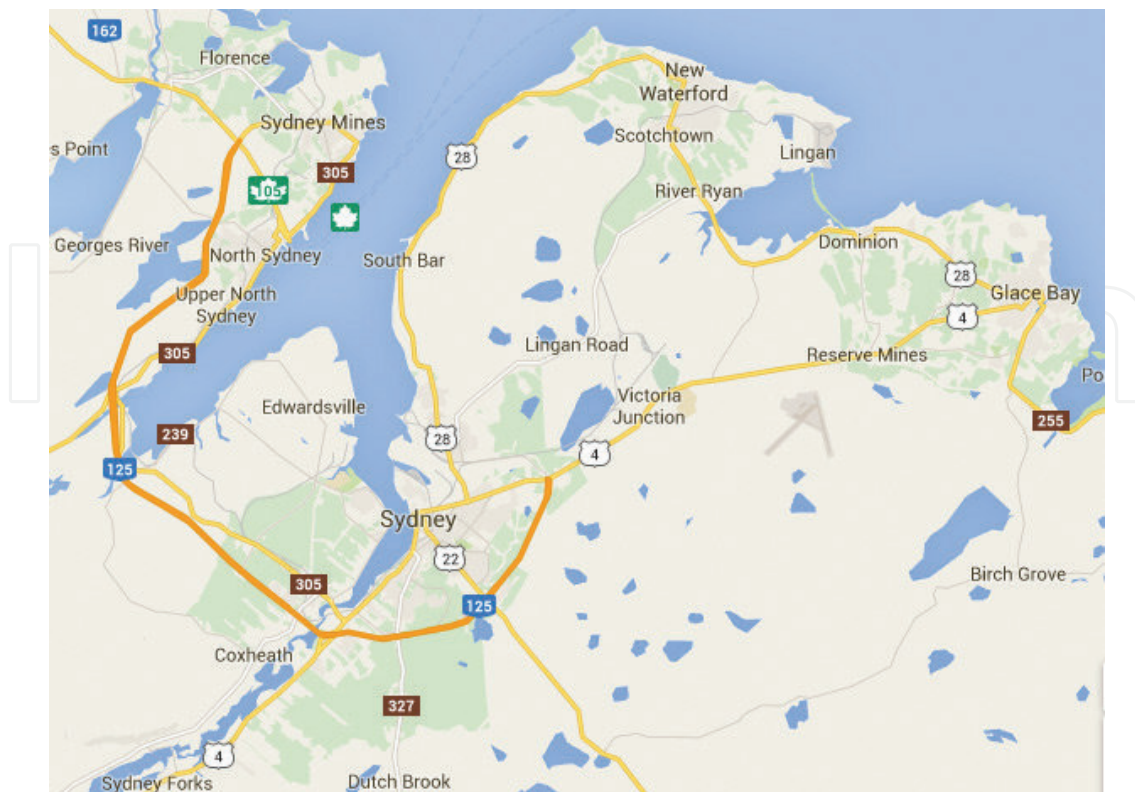 162
Florence
New
Waterford
Sydney Mines
Scotchtown
s Point
28
Lingan
305
105
River Ryan
Georges River
North Sydney
South Bar
Dominion
28
Upper North
Sydney
Glace Bay
4
Lingan Road
305
Reserve Mines
Po
Victoria
Junction
Edwardsville
255
239
28
4
125
Sydney
22
305
Birch Grove
125
Coxheath
327
4
Sydney Forks
Dutch Brook